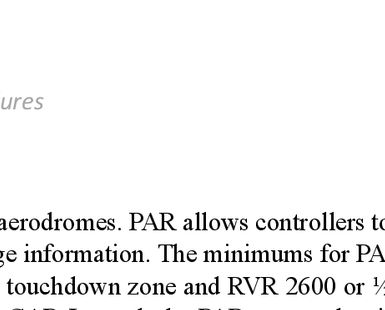 ures
aerodromes. PAR allows controllers to
ge information. The minimums for PA
touchdown zone and RVR 2600 or ½